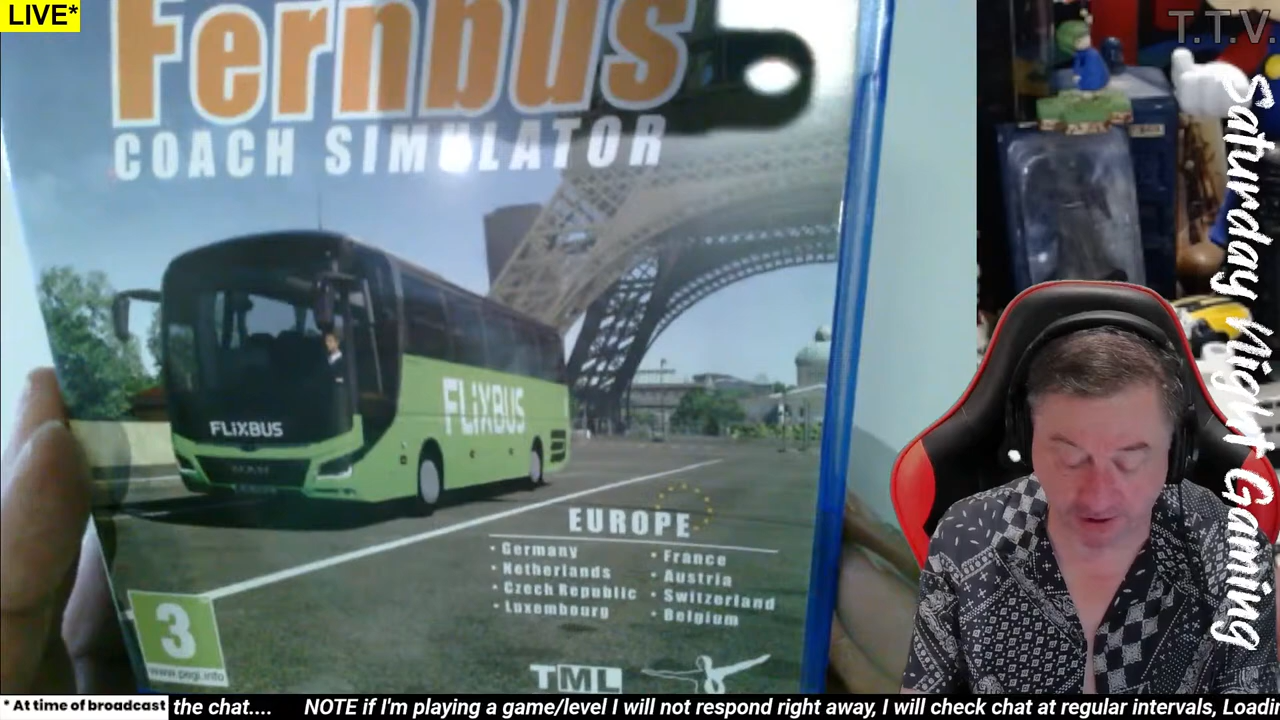 LIVE*
T.T.V.
Fernbus
COACH SIMULATOR
FLiXBUS
FLiXBUS
MAN
EUROPE
• Germany
• Netherlands
• Czech Republic
• Luxembourg
• France
• Austria
• Switzerland
• Belgium
3
www.pegi.info
TML
Saturday Night Gaming
* At time of broadcast
the chat.... NOTE if I'm playing a game/level I will not respond right away, I will check chat at regular intervals, Loadin